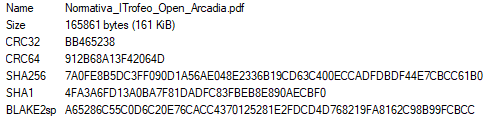 Name Normativa_ITrofeo_Open_Arcadia.pdf
Size 165861 bytes (161 KiB)
CRC32 BB465238
CRC64 912B68A13F42064D
SHA256 7A0FE8B5DC3FF090D1A56AE048E2336B19CD63C400ECCADFDBDF44E7CBCC61B0
SHA1 4FA3A6FD13A0BA7F81DADFC83FBEB8E890AECBF0
BLAKE2sp A65286C55C0D6C20E76CACC4370125281E2FDCD4D768219FA8162C98B99FCBCC